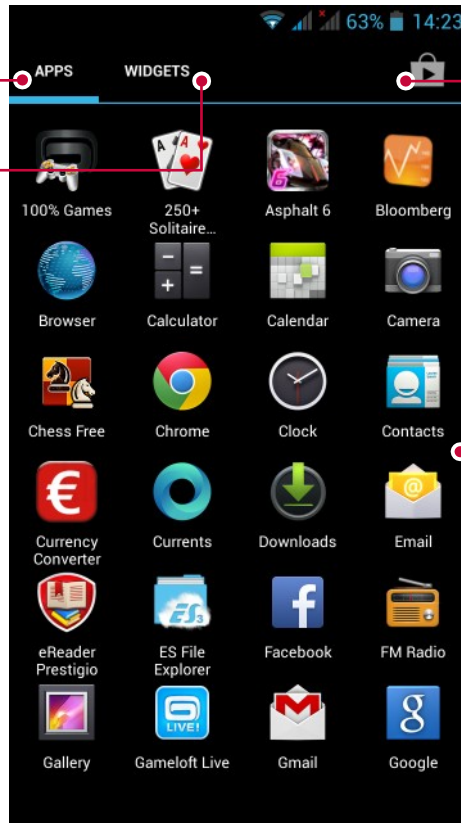 63% 14:23
APPS WIDGETS
100% Games 250+ Solitaire... Asphalt 6 Bloomberg
Browser Calculator Calendar Camera
Chess Free Chrome Clock Contacts
€
@
Currency Converter Currents Downloads Email
eReader Prestigio ES File Explorer Facebook FM Radio
LIVE!
Gallery Gameloft Live Gmail Google